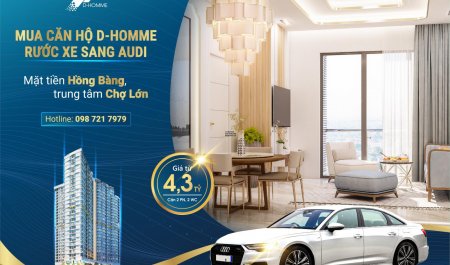 D-HOMME
MUA CĂN HỘ D-HOMME
RƯỚC XE SANG AUDI
Mặt tiền Hồng Bàng,
trung tâm Chợ Lớn
Hotline: 098 721 7979
Giá từ
4,3 TỶ
Căn 2 PN, 2 WC